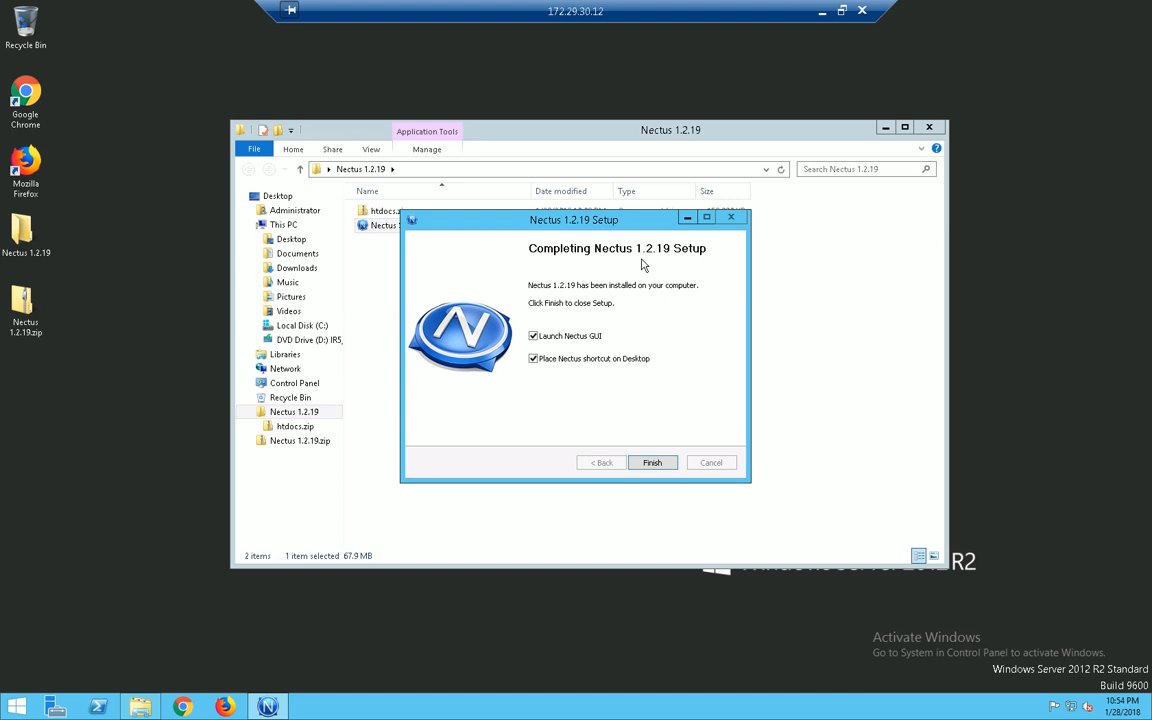 172.29.30.12
Recycle Bin
Google
Chrome
Mozilla
Firefox
Nectus 1.2.19
Nectus
1.2.19.zip
Application Tools
Nectus 1.2.19
File
Home
Share
View
Manage
Nectus 1.2.19
Search Nectus 1.2.19
Name
Date modified
Type
Size
Desktop
Administrator
This PC
Desktop
Documents
Downloads
Music
Pictures
Videos
Local Disk (C:)
DVD Drive (D:) IR5_
Libraries
Network
Control Panel
Recycle Bin
Nectus 1.2.19
htdocs.zip
Nectus 1.2.19.zip
htdocs.z
Nectus
Nectus 1.2.19 Setup
Completing Nectus 1.2.19 Setup
Nectus 1.2.19 has been installed on your computer.
Click Finish to close Setup.
Launch Nectus GUI
Place Nectus shortcut on Desktop
< Back
Finish
Cancel
2 items
1 item selected 67.9 MB
R2
Activate Windows
Go to System in Control Panel to activate Windows.
Windows Server 2012 R2 Standard
Build 9600
10:54 PM
1/28/2018